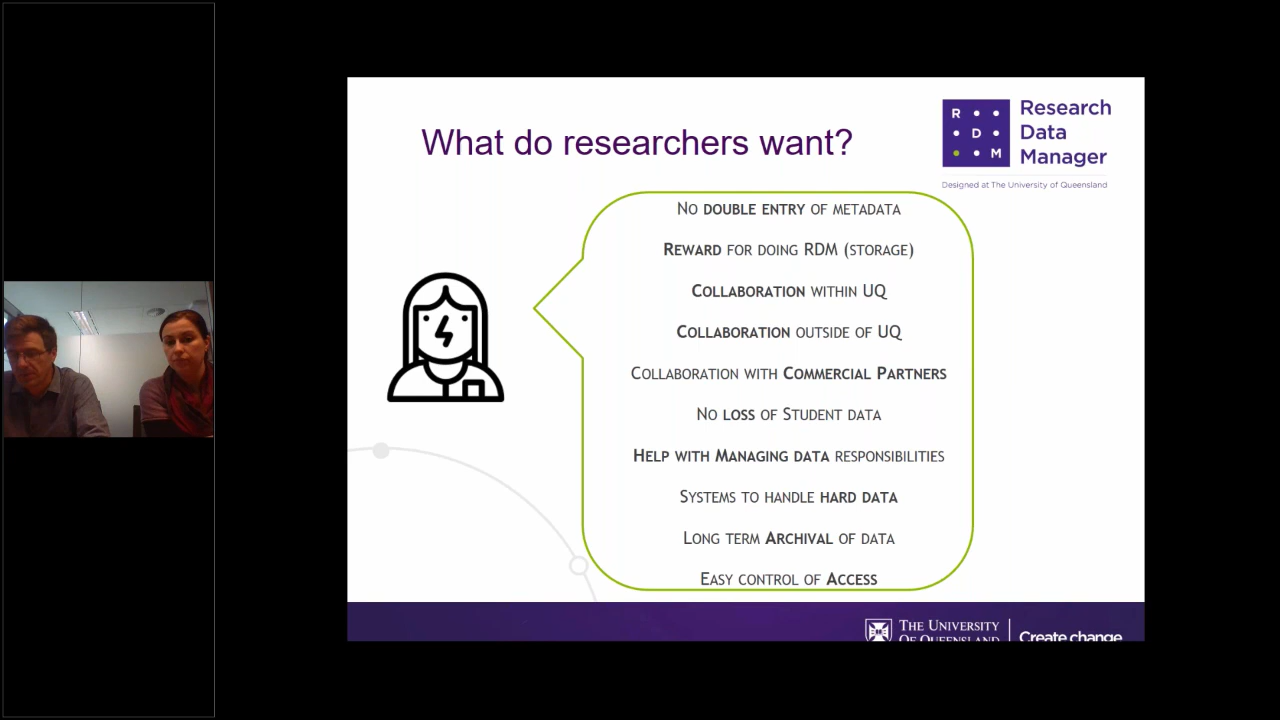 What do researchers want?
R
D
M
Research
Data
Manager
Designed at The University of Queensland
No double entry of metadata
Reward for doing RDM (storage)
Collaboration within UQ
Collaboration outside of UQ
Collaboration with Commercial Partners
No loss of Student data
Help with Managing data responsibilities
Systems to handle hard data
Long term Archival of data
Easy control of Access
The University
Of Queensland
Create change